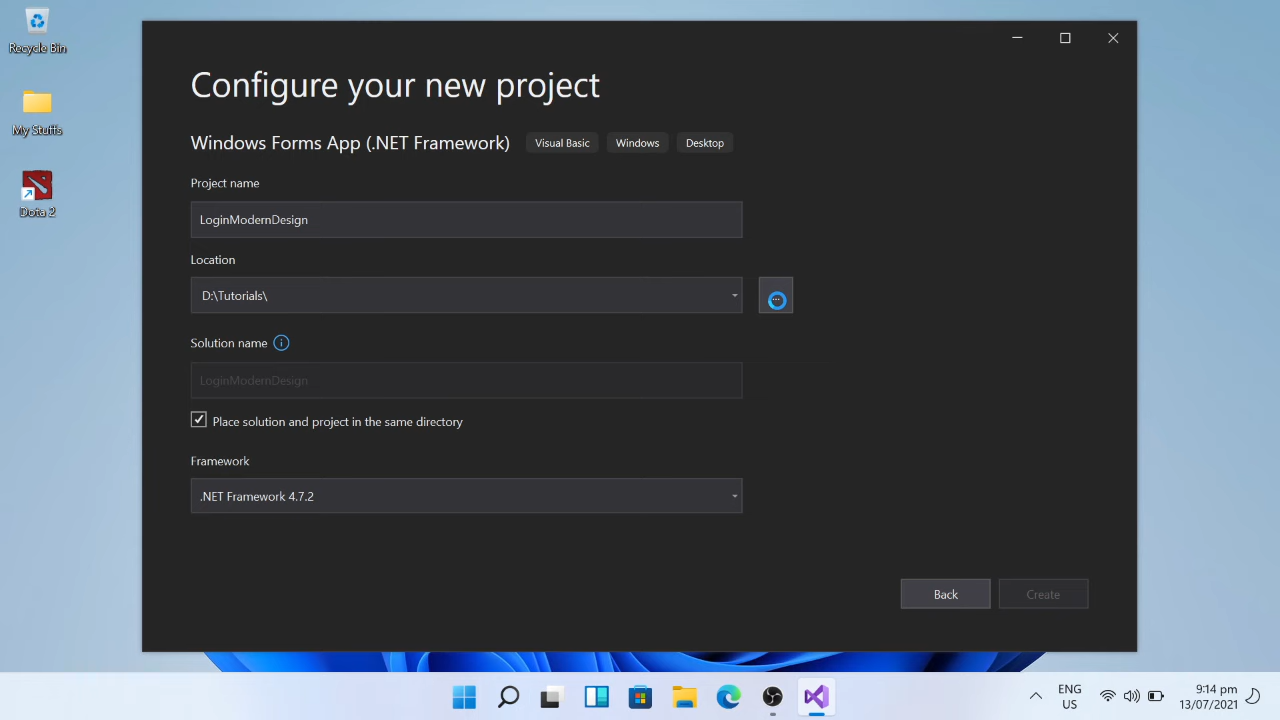 Recycle Bin
My Stuffs
Dota 2
Configure your new project
Windows Forms App (.NET Framework) Visual Basic Windows Desktop
Project name
LoginModernDesign
Location
D:\Tutorials\
...
Solution name
LoginModernDesign
Place solution and project in the same directory
Framework
.NET Framework 4.7.2
Back Create
ENG
US
9:14 pm
13/07/2021